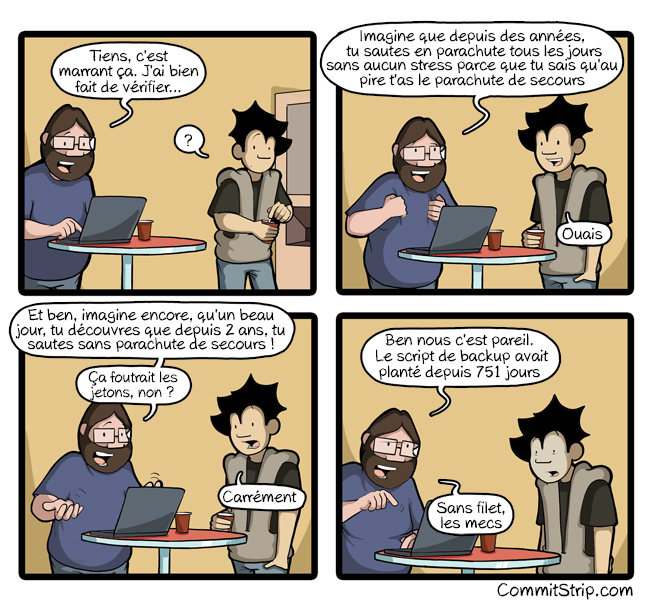 Tiens, c'est
marrant ça. J'ai bien
fait de vérifier...
?
Imagine que depuis des années,
tu sautes en parachute tous les jours
sans aucun stress parce que tu sais qu'au
pire t'as le parachute de secours
Ouais
Et ben, imagine encore, qu'un beau
jour, tu découvres que depuis 2 ans, tu
sautes sans parachute de secours !
Ça foutrait les
jetons, non ?
Carrément
Ben nous c'est pareil.
Le script de backup avait
planté depuis 751 jours
Sans filet,
les mecs
CommitStrip.com